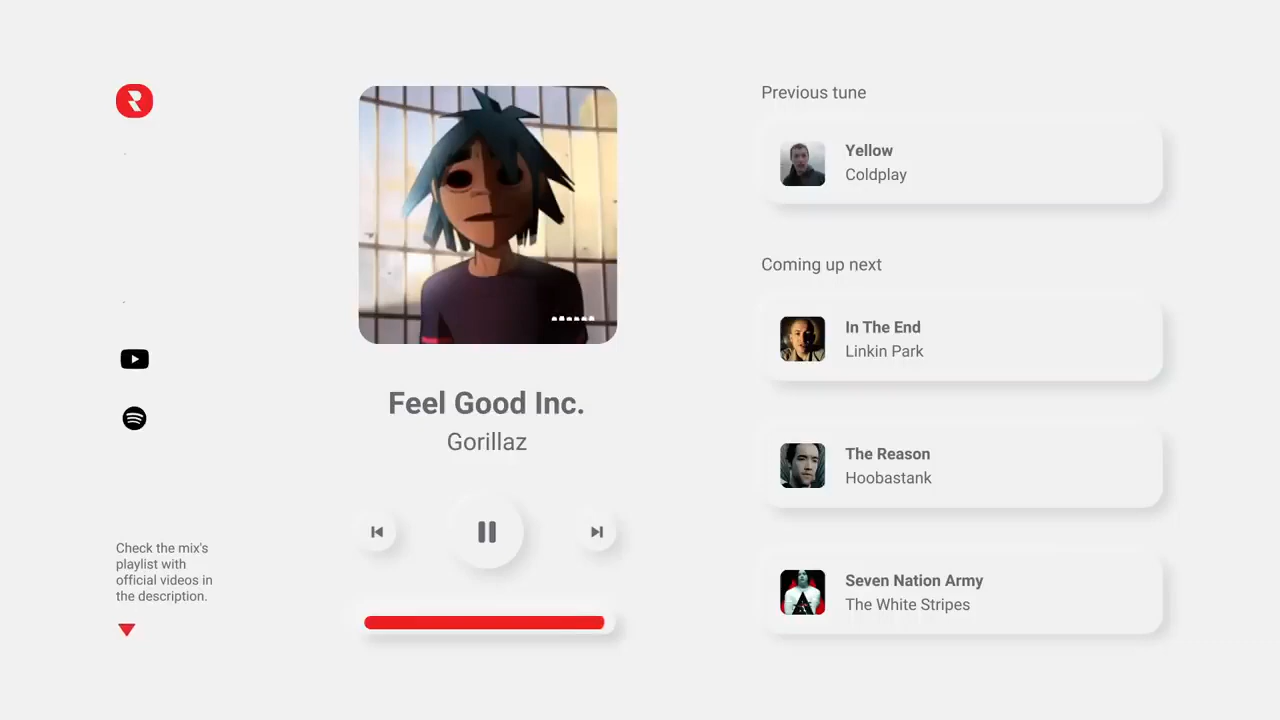 Previous tune
Yellow
Coldplay
Coming up next
In The End
Linkin Park
Feel Good Inc.
Gorillaz
The Reason
Hoobastank
Check the mix's
playlist with
official videos in
the description.
Seven Nation Army
The White Stripes